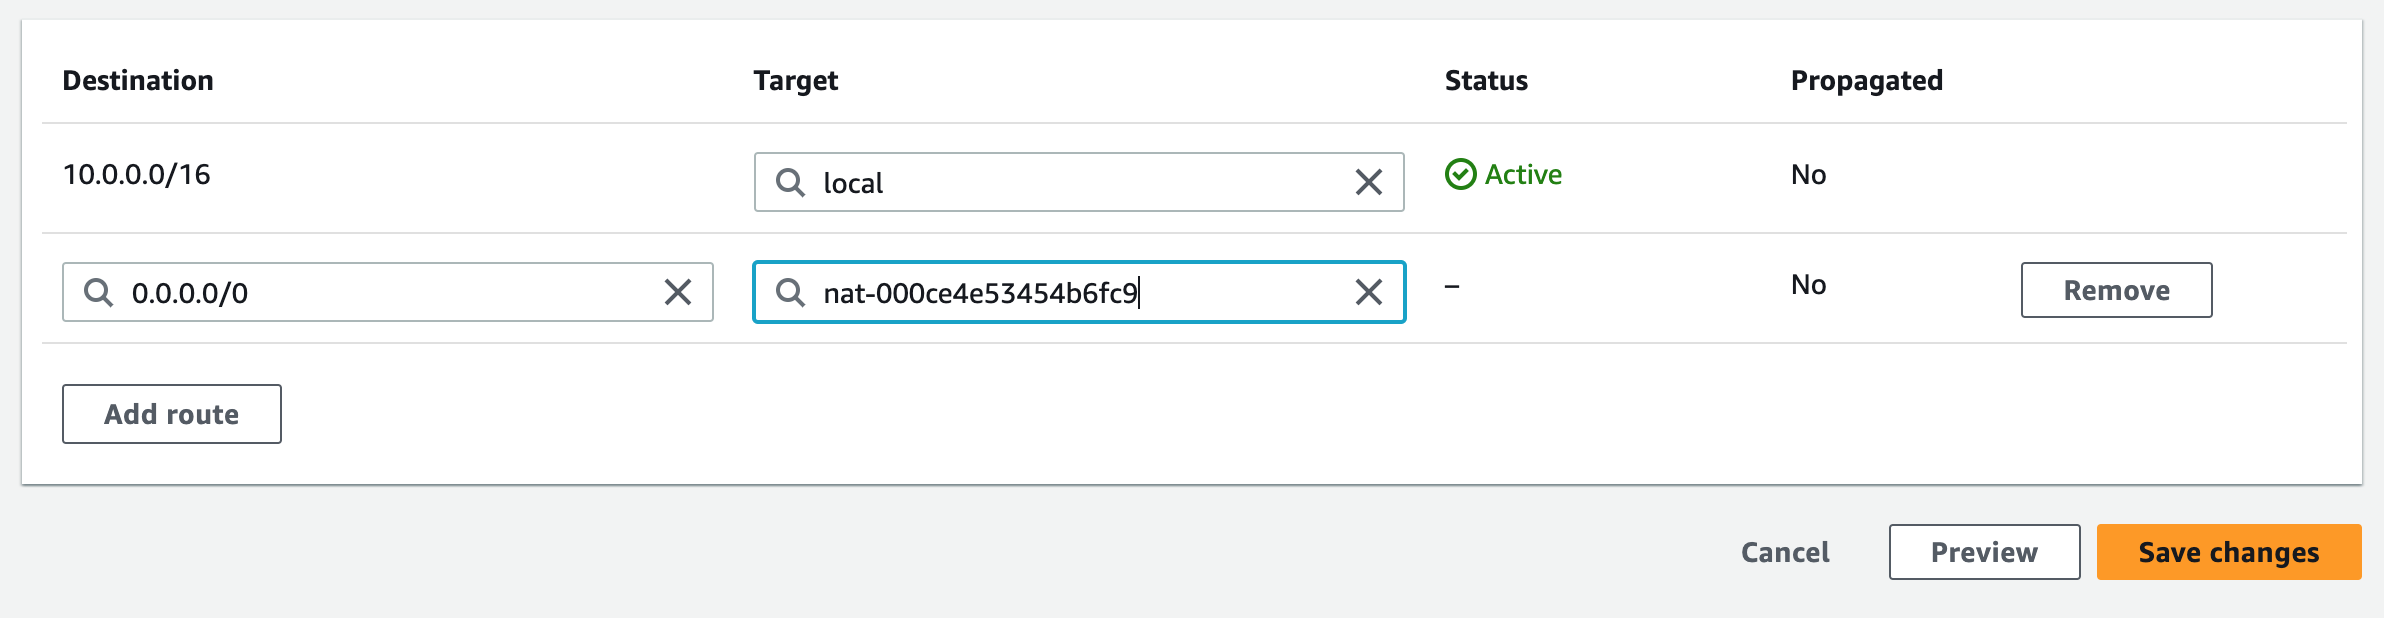 Destination Target Status Propagated
10.0.0.0/16 local Active No
0.0.0.0/0 nat-000ce4e53454b6fc9 – No Remove
Add route
Cancel Preview Save changes